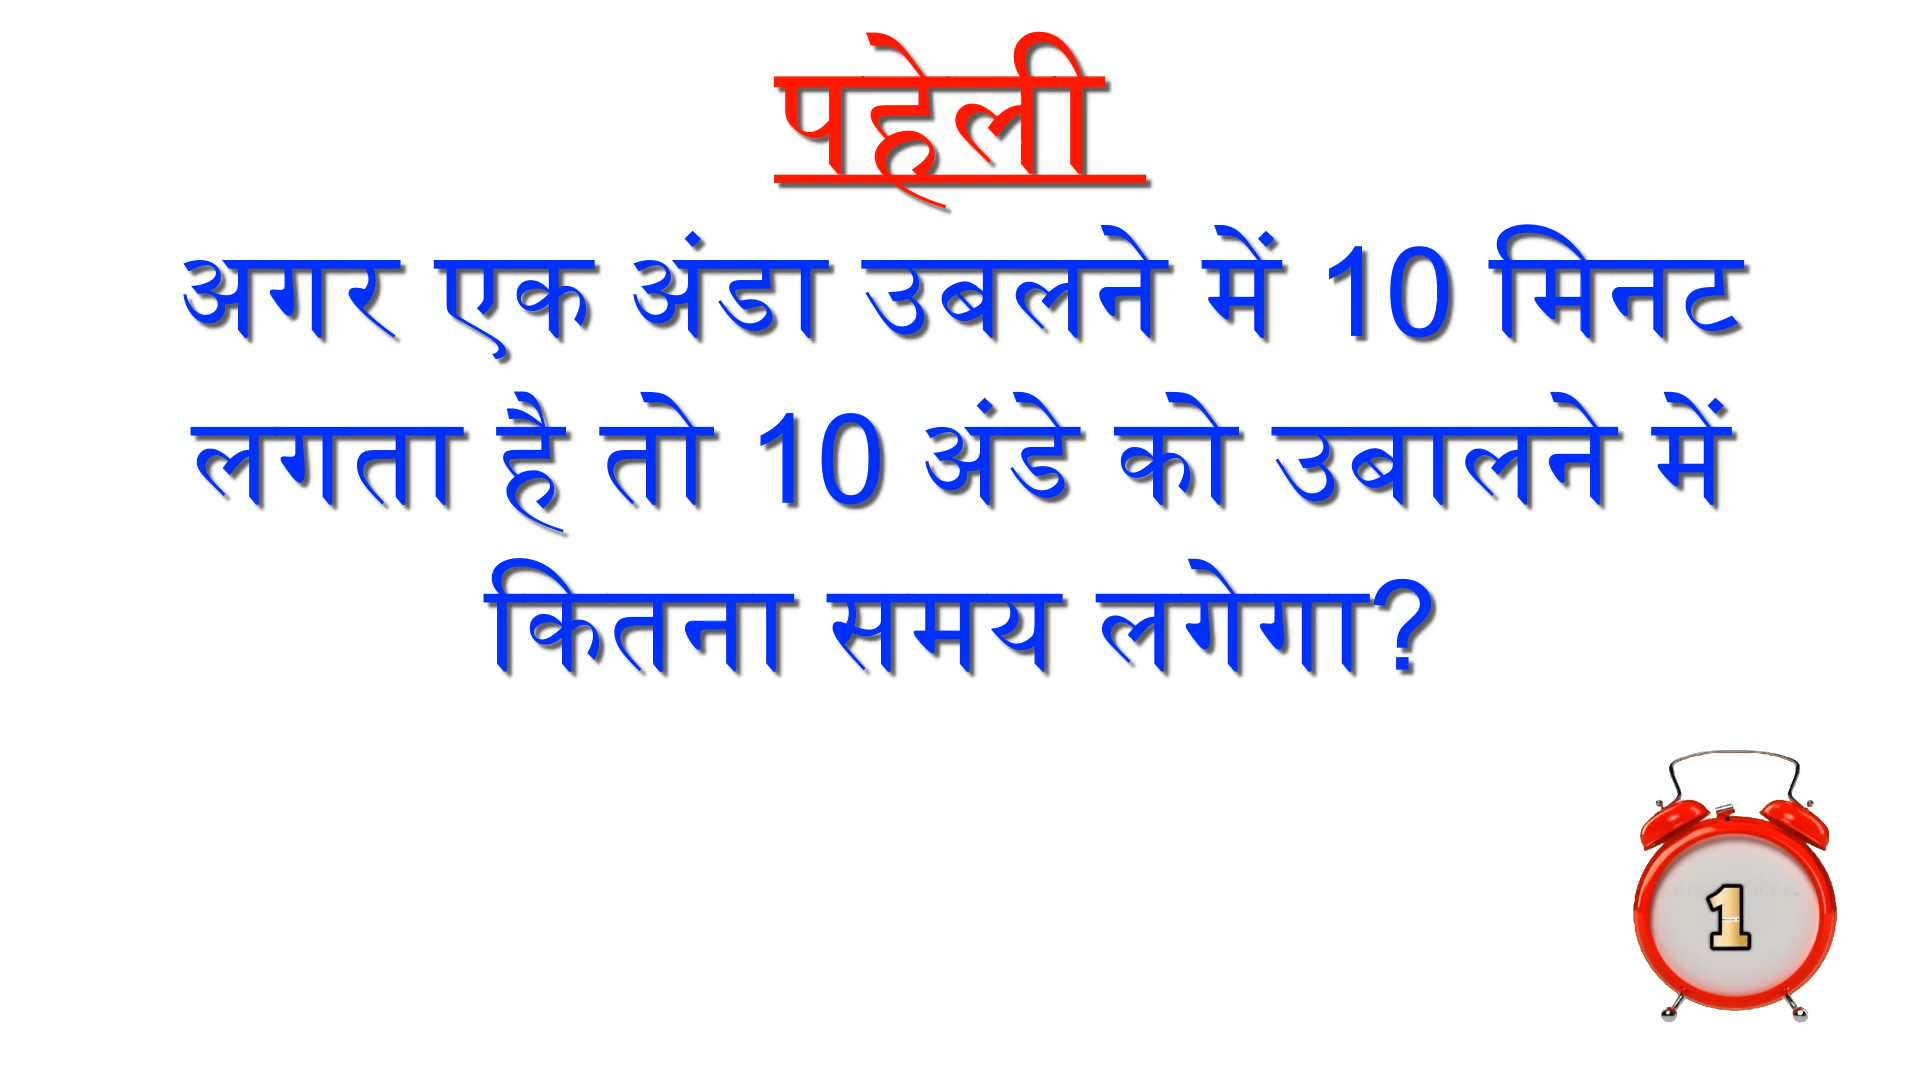 पहेली
अगर एक अंडा उबलने में 10 मिनट
लगता है तो 10 अंडे को उबालने में
कितना समय लगेगा?
1